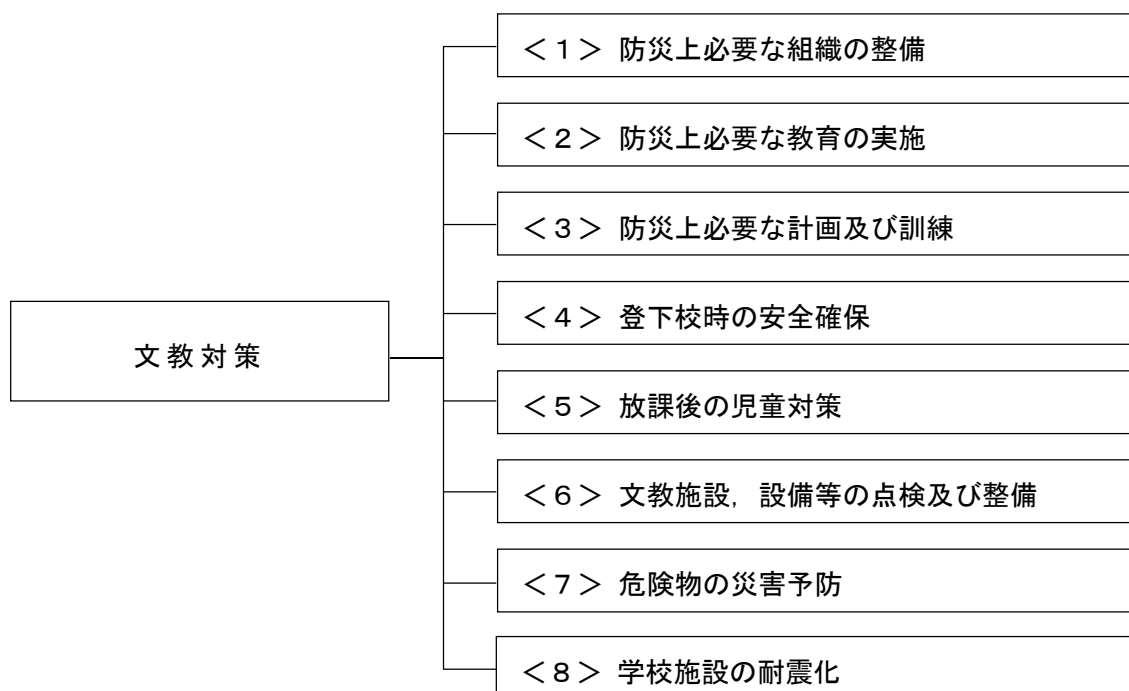 文教対策
＜１＞ 防災上必要な組織の整備
＜２＞ 防災上必要な教育の実施
＜３＞ 防災上必要な計画及び訓練
＜４＞ 登下校時の安全確保
＜５＞ 放課後の児童対策
＜６＞ 文教施設，設備等の点検及び整備
＜７＞ 危険物の災害予防
＜８＞ 学校施設の耐震化